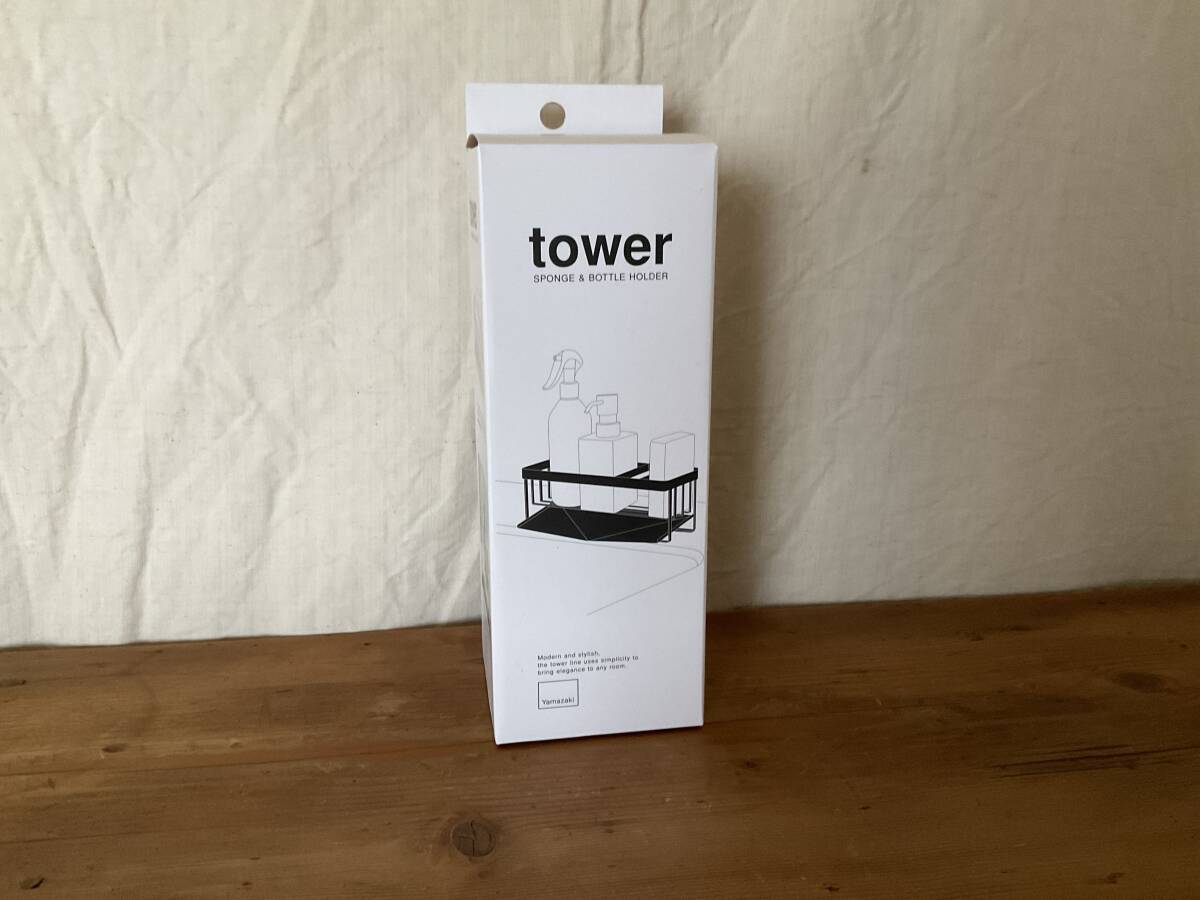 tower
SPONGE & BOTTLE HOLDER
Modern and stylish,
the tower line uses simplicity to
bring elegance to any room.
Yamazaki